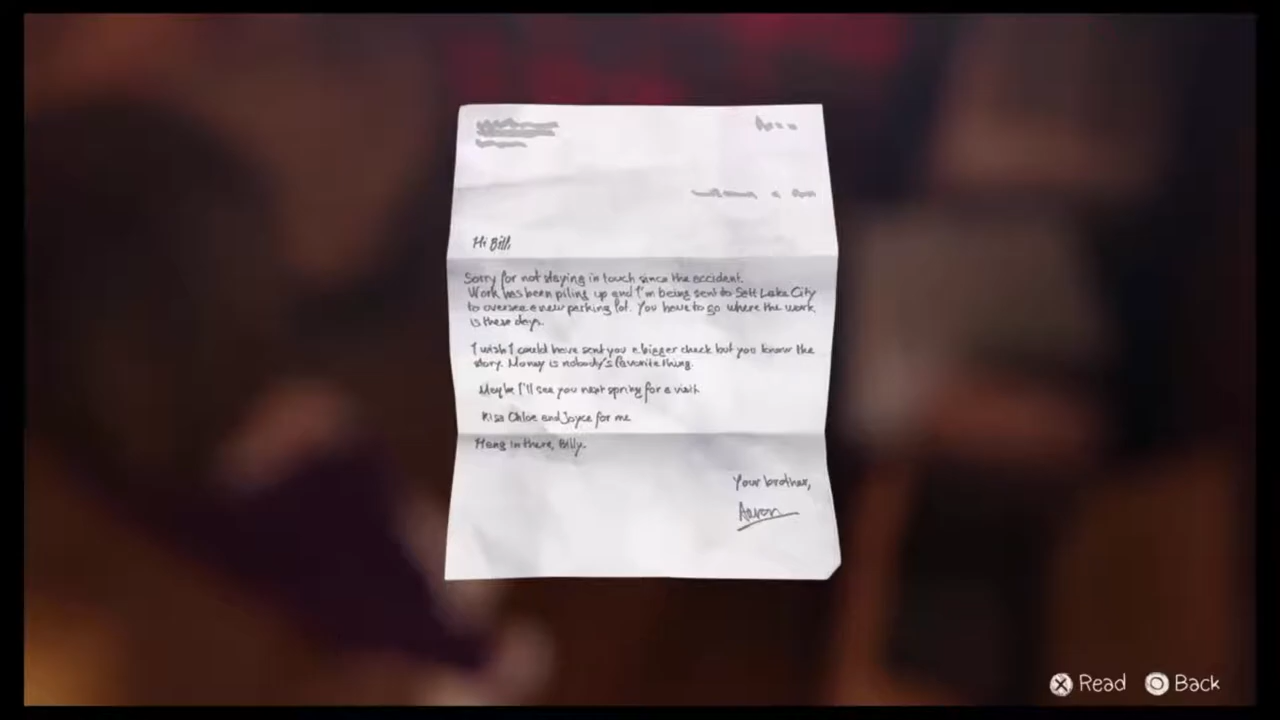 Hi Bill,
Sorry for not staying in touch since the accident.
Work has been piling up and I'm being sent to Salt Lake City
to oversee a new parking lot. You have to go where the work
is these days.
I wish I could have sent you a bigger check but you know the
story. Money is nobody's favorite thing.
Maybe I'll see you next spring for a visit.
Kiss Chloe and Joyce for me
Hang in there, Billy.
Your brother,
Aaron
Read
Back